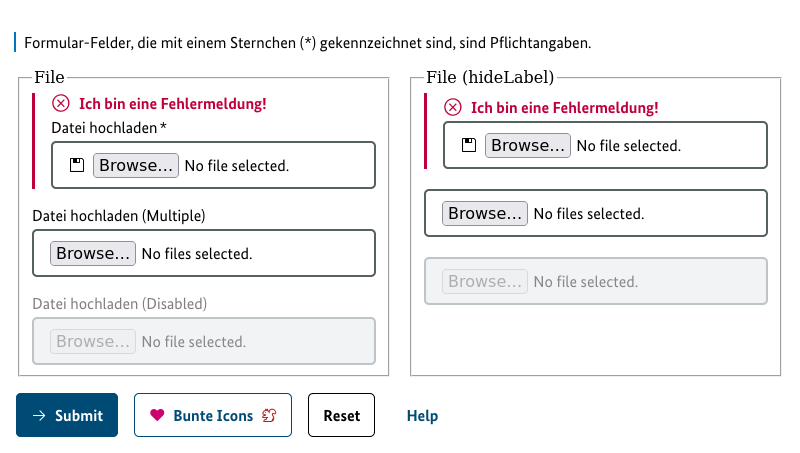 Formular-Felder, die mit einem Sternchen (*) gekennzeichnet sind, sind Pflichtangaben.
File
Ich bin eine Fehlermeldung!
Datei hochladen *
Browse... No file selected.
Datei hochladen (Multiple)
Browse... No files selected.
Datei hochladen (Disabled)
Browse... No file selected.
File (hideLabel)
Ich bin eine Fehlermeldung!
Browse... No file selected.
Browse... No files selected.
Browse... No file selected.
Submit
Bunte Icons
Reset
Help